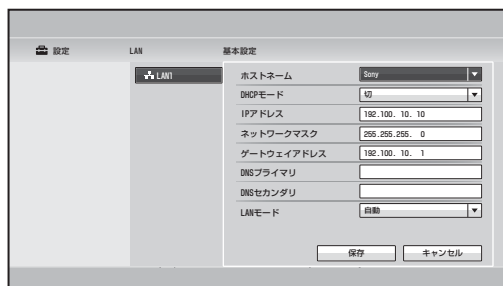 設定 LAN 基本設定
LAN1
ホストネーム Sony
DHCPモード 切
IPアドレス 192.100. 10. 10
ネットワークマスク 255.255.255. 0
ゲートウェイアドレス 192.100. 10. 1
DNSプライマリ
DNSセカンダリ
LANモード 自動
保存 キャンセル